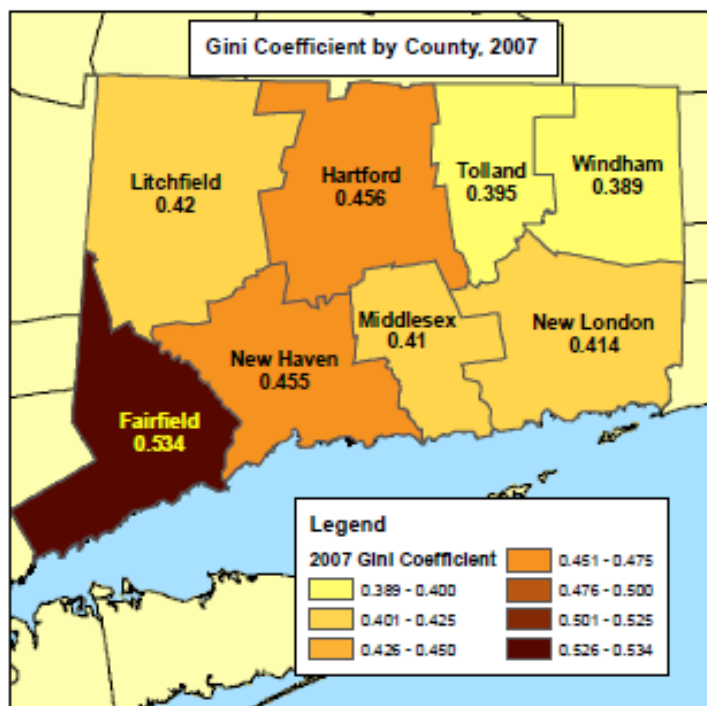 Gini Coefficient by County, 2007
Litchfield
0.42
Hartford
0.456
Tolland
0.395
Windham
0.389
Fairfield
0.534
New Haven
0.455
Middlesex
0.41
New London
0.414
Legend
2007 Gini Coefficient
0.389 - 0.400
0.401 - 0.425
0.426 - 0.450
0.451 - 0.475
0.476 - 0.500
0.501 - 0.525
0.526 - 0.534